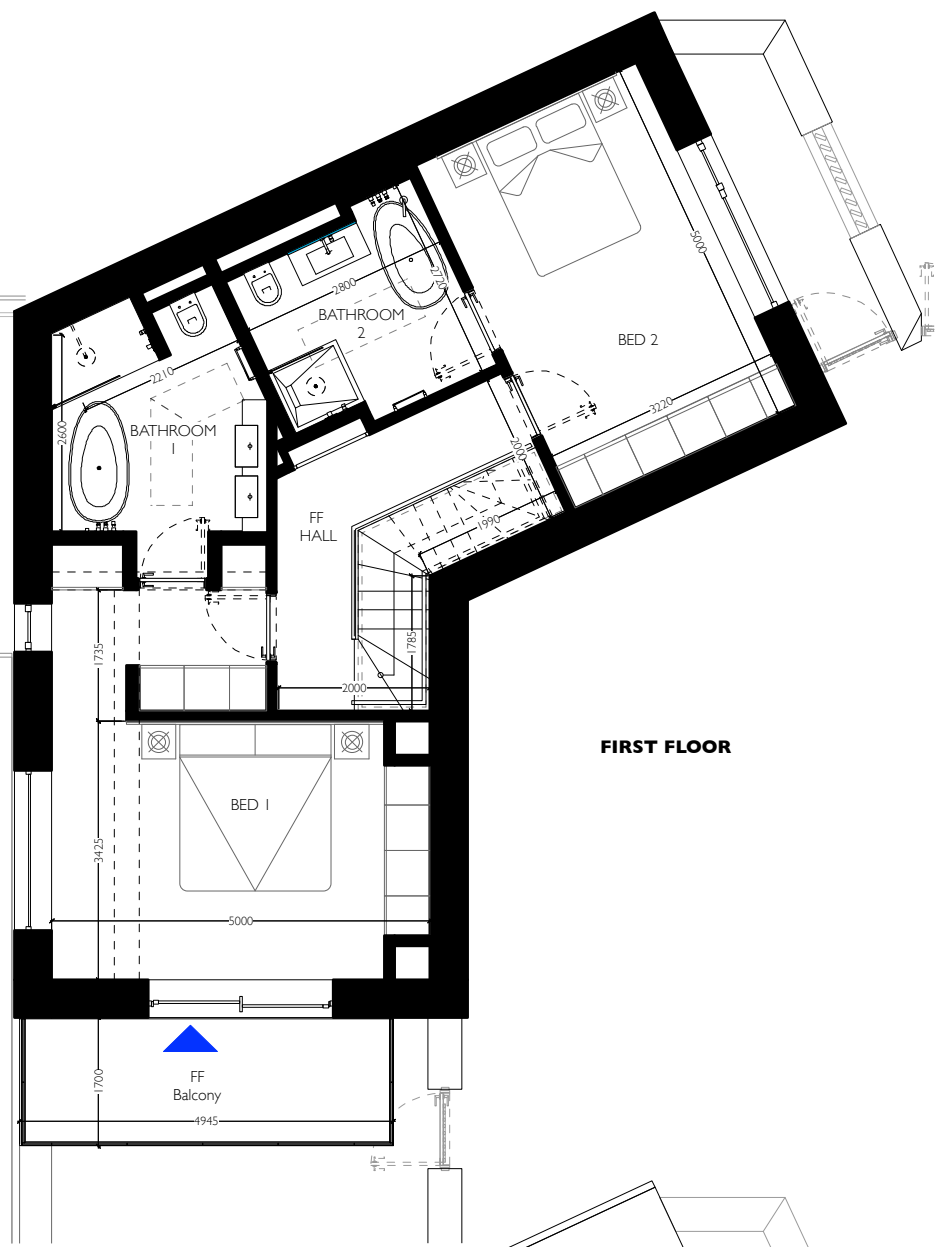 5000
2720
2800
BATHROOM
2
BED 2
2210
3220
2600
BATHROOM
1
2000
FF
HALL
1990
1785
1735
2000
FIRST FLOOR
BED 1
3425
5000
FF
Balcony
1700
4945